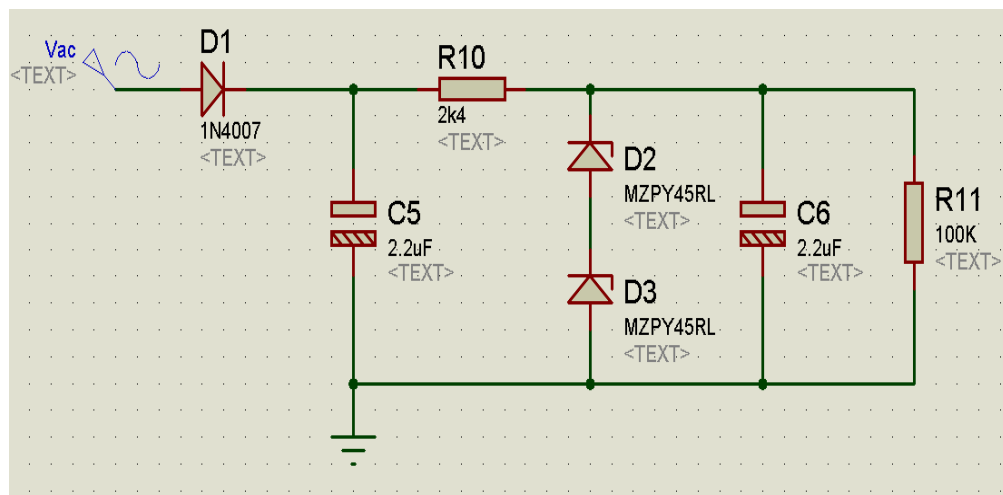 Vac
<TEXT>
D1
1N4007
<TEXT>
R10
2k4
<TEXT>
C5
2.2uF
<TEXT>
D2
MZPY45RL
<TEXT>
D3
MZPY45RL
<TEXT>
C6
2.2uF
<TEXT>
R11
100K
<TEXT>